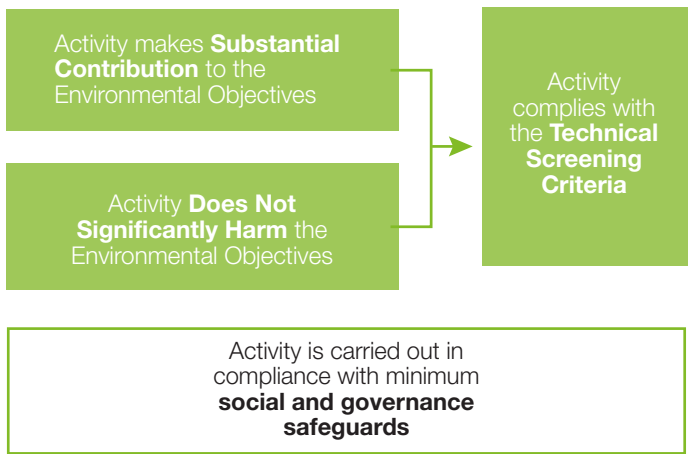 Activity makes Substantial
Contribution to the
Environmental Objectives
Activity Does Not
Significantly Harm the
Environmental Objectives
Activity
complies with
the Technical
Screening
Criteria
Activity is carried out in
compliance with minimum
social and governance
safeguards